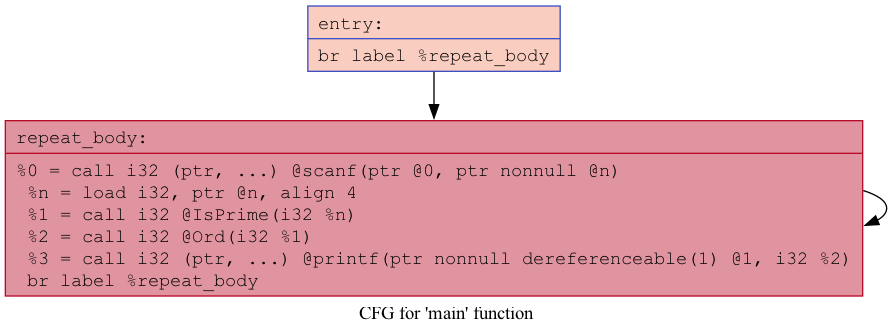 entry:
br label %repeat_body
repeat_body:
%0 = call i32 (ptr, ...) @scanf(ptr @0, ptr nonnull @n)
%n = load i32, ptr @n, align 4
%1 = call i32 @IsPrime(i32 %n)
%2 = call i32 @Ord(i32 %1)
%3 = call i32 (ptr, ...) @printf(ptr nonnull dereferenceable(1) @1, i32 %2)
br label %repeat_body
CFG for 'main' function